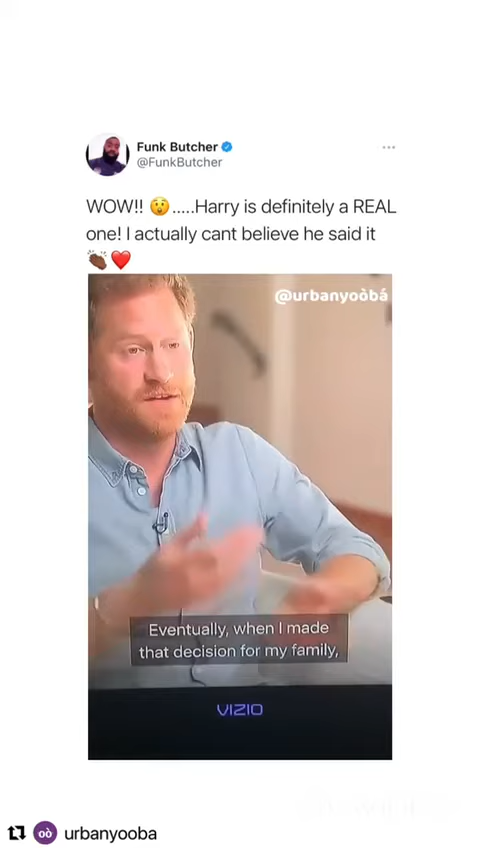 Funk Butcher
@FunkButcher
WOW!! 😲.....Harry is definitely a REAL
one! I actually cant believe he said it
👏🏾❤️
@urbanyoòbá
Eventually, when I made
that decision for my family,
VIZIO
oò urbanyooba